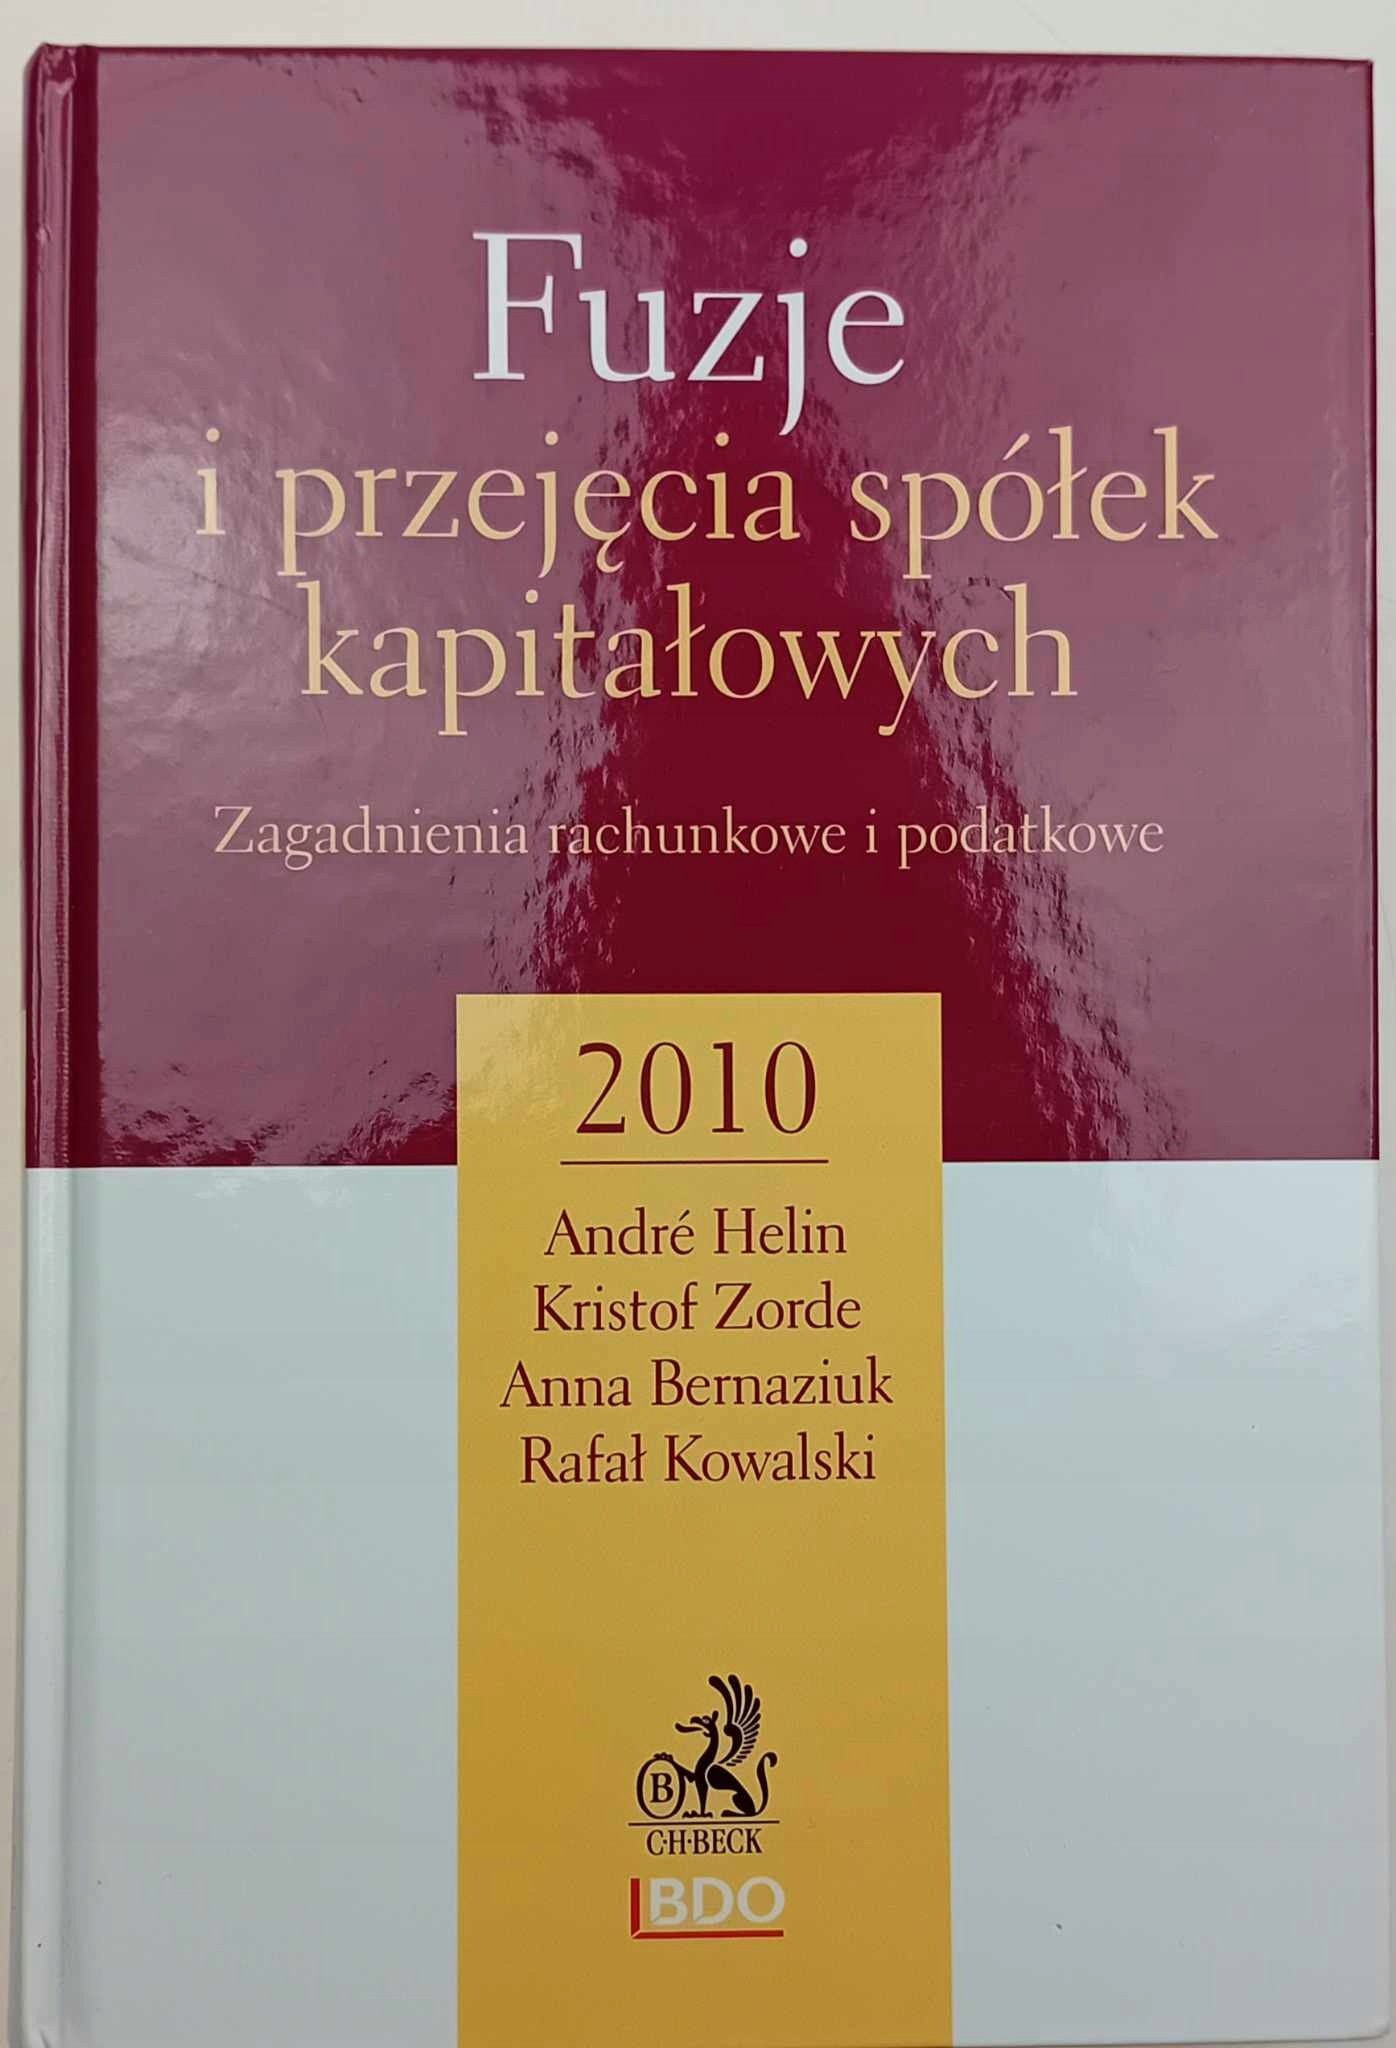 Fuzje
i przejęcia spółek
kapitałowych
Zagadnienia rachunkowe i podatkowe
2010
André Helin
Kristof Zorde
Anna Bernaziuk
Rafał Kowalski
B
C·H·BECK
BDO